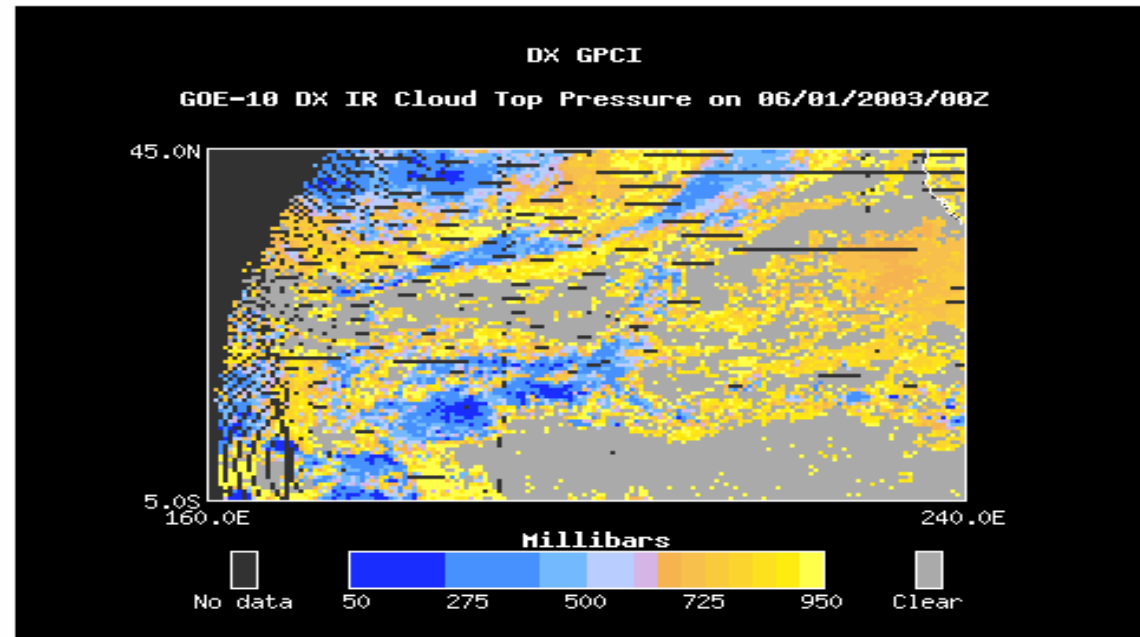 DX GPCI
GOE-10 DX IR Cloud Top Pressure on 06/01/2003/00Z
45.0N
5.0S
160.0E 240.0E
Millibars
No data 50 275 500 725 950 Clear